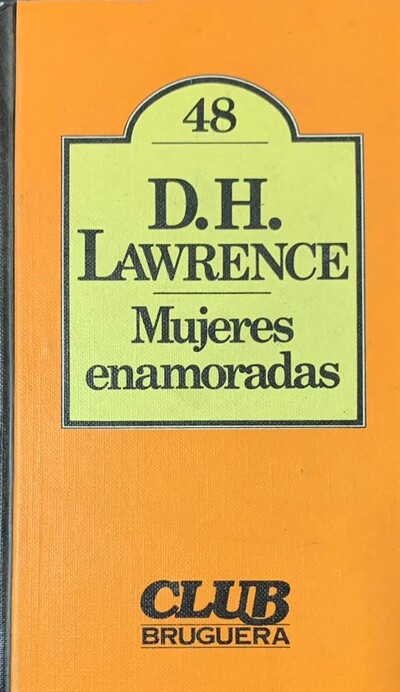 48
D.H.
LAWRENCE
Mujeres
enamoradas
CLUB
BRUGUERA